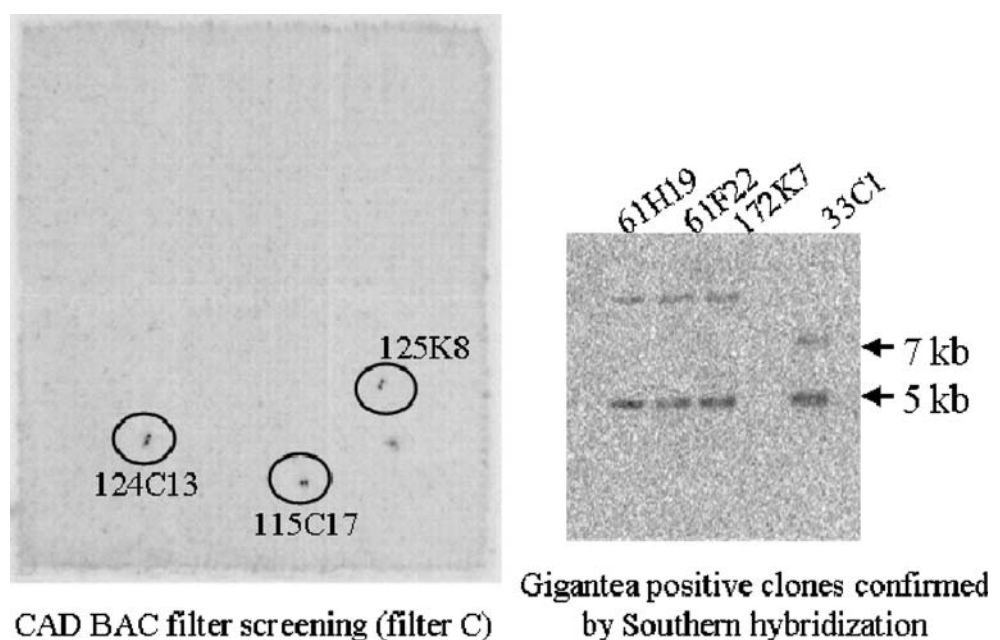 125K8
124C13
115C17
CAD BAC filter screening (filter C)
61H19
61F22
172K7
33C1
7 kb
5 kb
Gigantea positive clones confirmed
by Southern hybridization